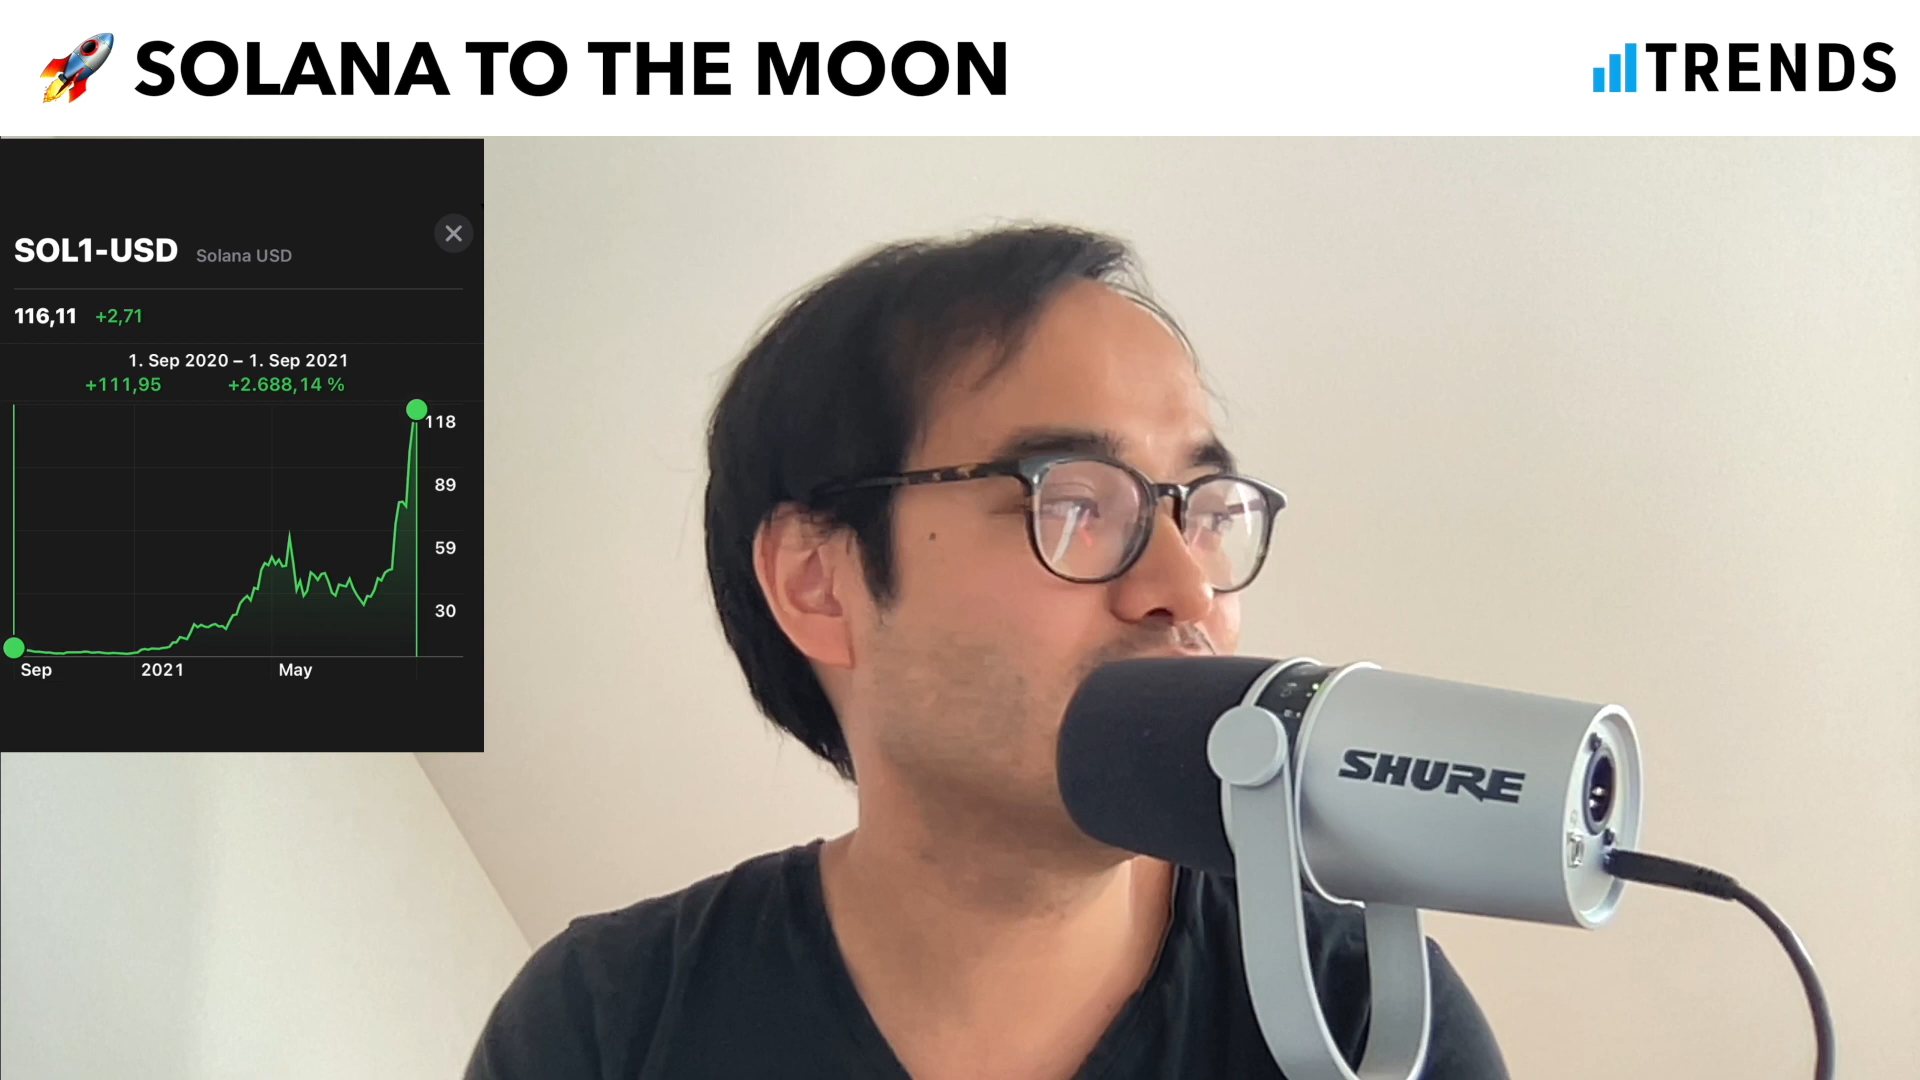 🚀 SOLANA TO THE MOON
TRENDS
SOL1-USD Solana USD
116,11 +2,71
1. Sep 2020 – 1. Sep 2021
+111,95 +2.688,14 %
118
89
59
30
Sep 2021 May
SHURE